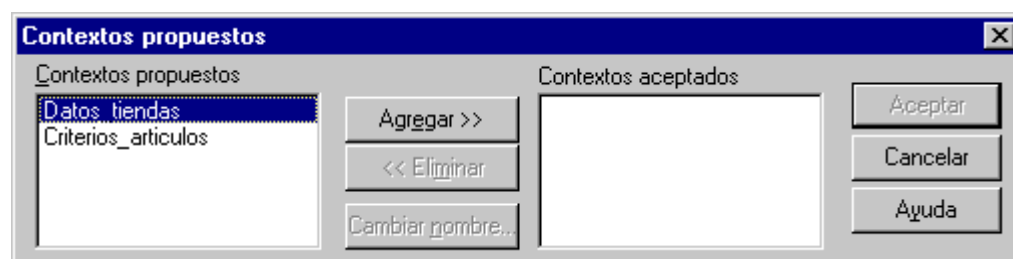 Contextos propuestos
Contextos propuestos
Datos_tiendas
Criterios_articulos
Agregar >>
<< Eliminar
Cambiar nombre...
Contextos aceptados
Aceptar
Cancelar
Ayuda